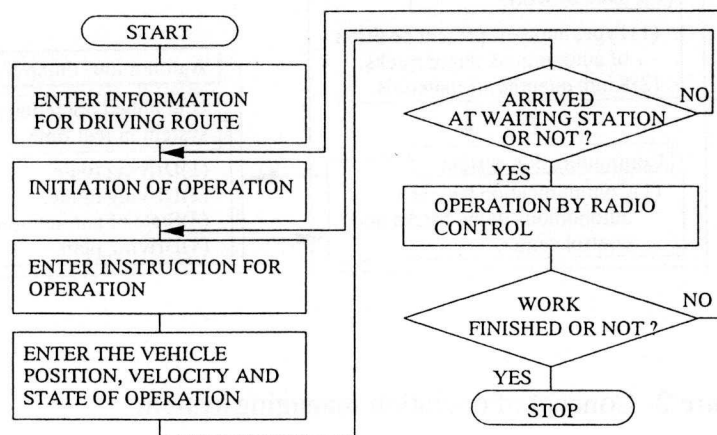 START
ENTER INFORMATION
FOR DRIVING ROUTE
INITIATION OF OPERATION
ENTER INSTRUCTION FOR
OPERATION
ENTER THE VEHICLE
POSITION, VELOCITY AND
STATE OF OPERATION
ARRIVED
AT WAITING STATION
OR NOT ?
NO
YES
OPERATION BY RADIO
CONTROL
WORK
FINISHED OR NOT ?
NO
YES
STOP